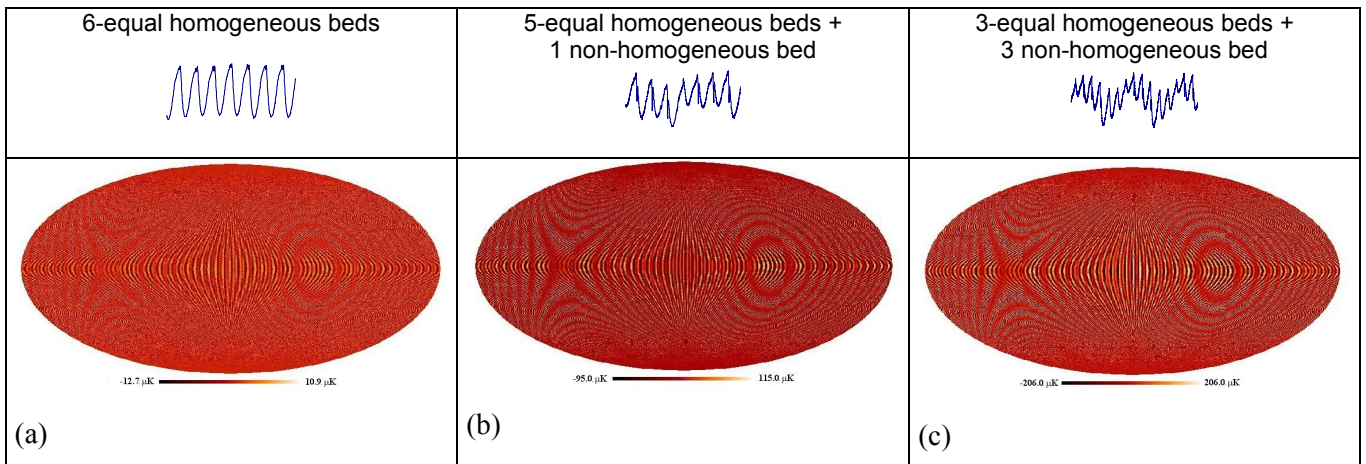 6-equal homogeneous beds
5-equal homogeneous beds +
1 non-homogeneous bed
3-equal homogeneous beds +
3 non-homogeneous bed
-12.7 μK 10.9 μK
-95.0 μK 115.0 μK
-206.0 μK 206.0 μK
(a)
(b)
(c)